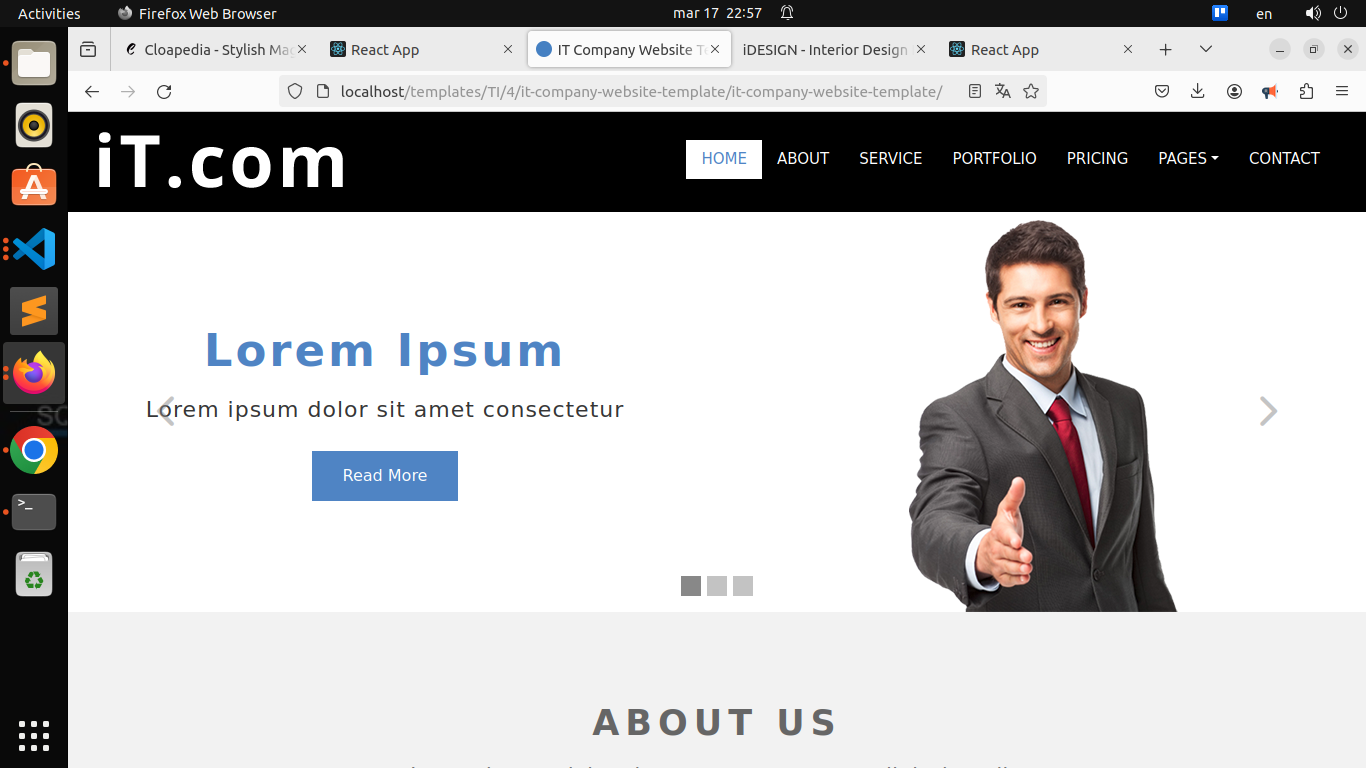 Activities Firefox Web Browser mar 17 22:57 en
Cloapedia - Stylish Mag React App IT Company Website Te iDESIGN - Interior Design React App
localhost/templates/TI/4/it-company-website-template/it-company-website-template/
iT.com
HOME ABOUT SERVICE PORTFOLIO PRICING PAGES CONTACT
Lorem Ipsum
Lorem ipsum dolor sit amet consectetur
Read More
ABOUT US